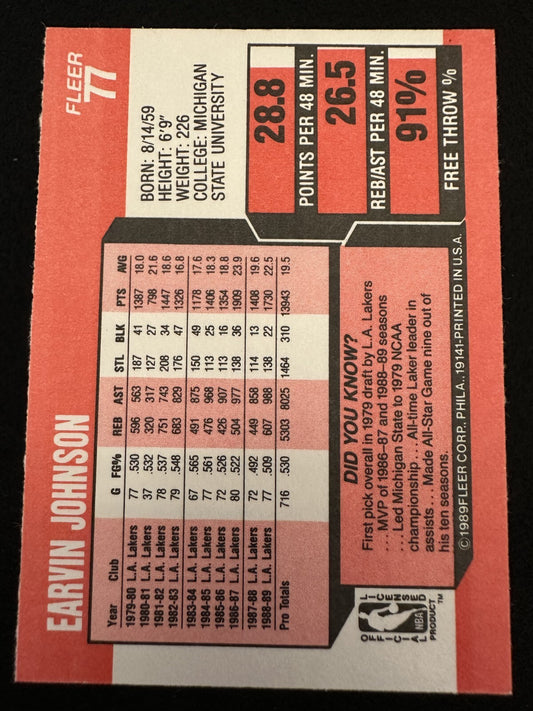 FLEER
77
EARVIN JOHNSON
BORN: 8/14/59
HEIGHT: 6'9"
WEIGHT: 226
COLLEGE: MICHIGAN
STATE UNIVERSITY
Year Club G FG% REB AST STL BLK PTS AVG
1979-80 L.A. Lakers 77 .530 596 563 187 41 1387 18.0
1980-81 L.A. Lakers 37 .532 320 317 127 27 798 21.6
1981-82 L.A. Lakers 78 .537 751 743 208 34 1447 18.6
1982-83 L.A. Lakers 79 .548 683 829 176 47 1326 16.8
1983-84 L.A. Lakers 67 .565 491 875 150 49 1178 17.6
1984-85 L.A. Lakers 77 .561 476 968 113 25 1406 18.3
1985-86 L.A. Lakers 72 .526 426 907 113 16 1354 18.8
1986-87 L.A. Lakers 80 .522 504 977 138 36 1909 23.9
1987-88 L.A. Lakers 72 .492 449 858 114 13 1408 19.6
1988-89 L.A. Lakers 77 .509 607 988 138 22 1730 22.5
Pro Totals 716 .530 5303 8025 1464 310 13943 19.5
28.8
POINTS PER 48 MIN.
26.5
REB/AST PER 48 MIN.
91%
FREE THROW %
DID YOU KNOW?
First pick overall in 1979 draft by L.A. Lakers
. . . MVP of 1986–87 and 1988–89 seasons
. . . Led Michigan State to 1979 NCAA
championship . . . All-time Laker leader in
assists . . . Made All-Star Game nine out of
his ten seasons.
OFFICIAL
LICENSED
NBA
PRODUCT™
©1989FLEER CORP., PHILA., 19141-PRINTED IN U.S.A.